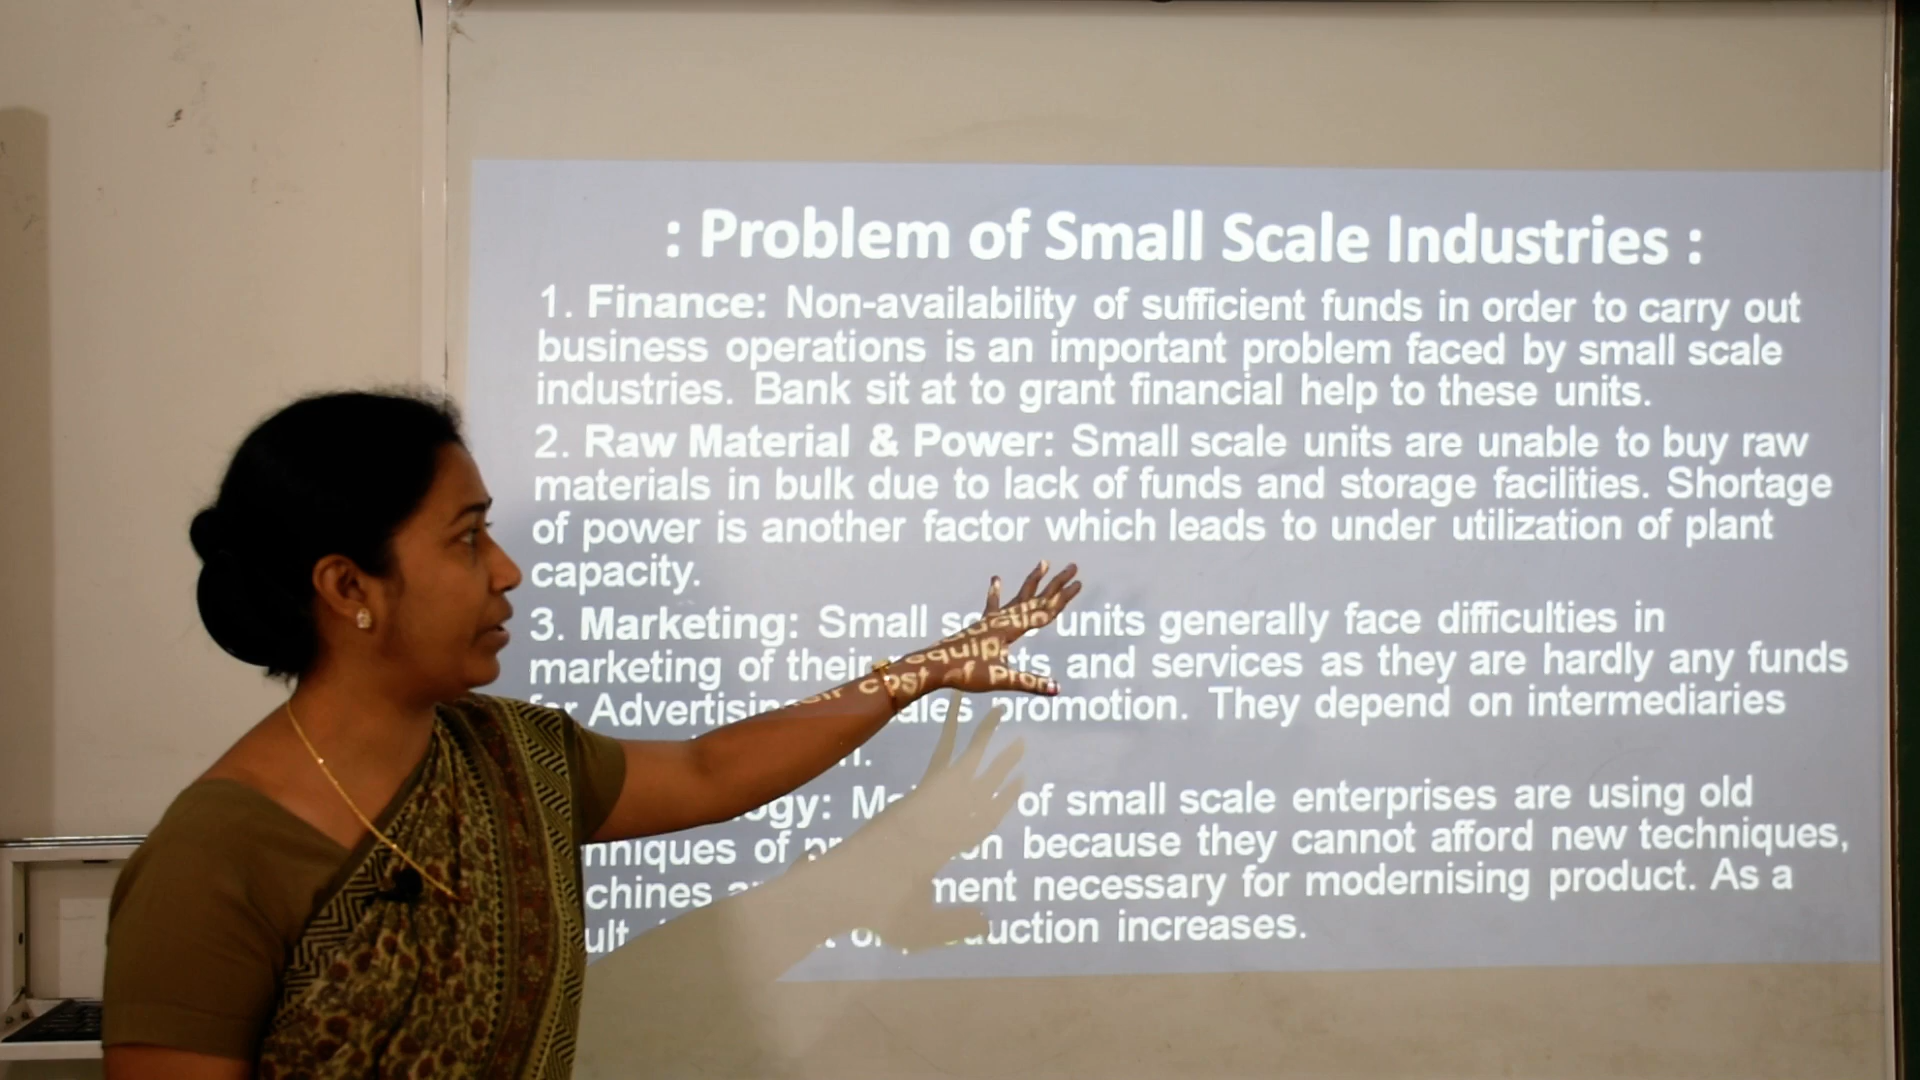 : Problem of Small Scale Industries :
1. Finance: Non-availability of sufficient funds in order to carry out
business operations is an important problem faced by small scale
industries. Bank sit at to grant financial help to these units.
2. Raw Material & Power: Small scale units are unable to buy raw
materials in bulk due to lack of funds and storage facilities. Shortage
of power is another factor which leads to under utilization of plant
capacity.
3. Marketing: Small units generally face difficulties in
marketing of their and services as they are hardly any funds
promotion. They depend on intermediaries
of small scale enterprises are using old
of because they cannot afford new techniques,
necessary for modernising product. As a
cost of increases.